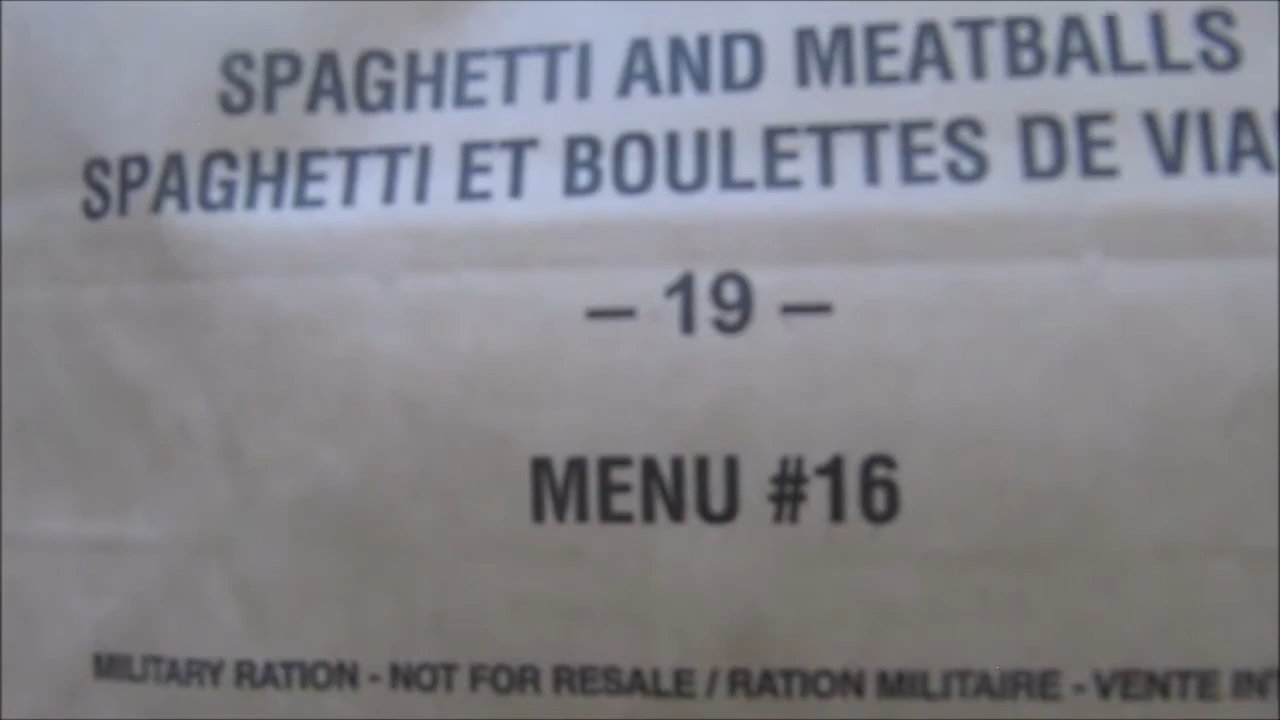 SPAGHETTI AND MEATBALLS
SPAGHETTI ET BOULETTES DE VIA
– 19 –
MENU #16
MILITARY RATION - NOT FOR RESALE / RATION MILITAIRE - VENTE INT